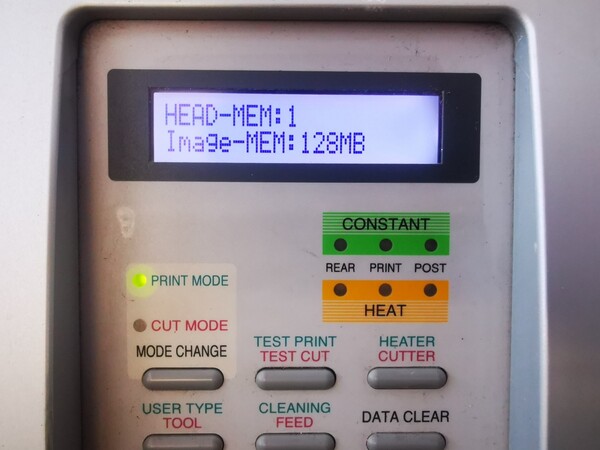 HEAD-MEM:1
Image-MEM:128MB
CONSTANT
REAR PRINT POST
HEAT
PRINT MODE
CUT MODE
MODE CHANGE
TEST PRINT
TEST CUT
HEATER
CUTTER
USER TYPE
TOOL
CLEANING
FEED
DATA CLEAR